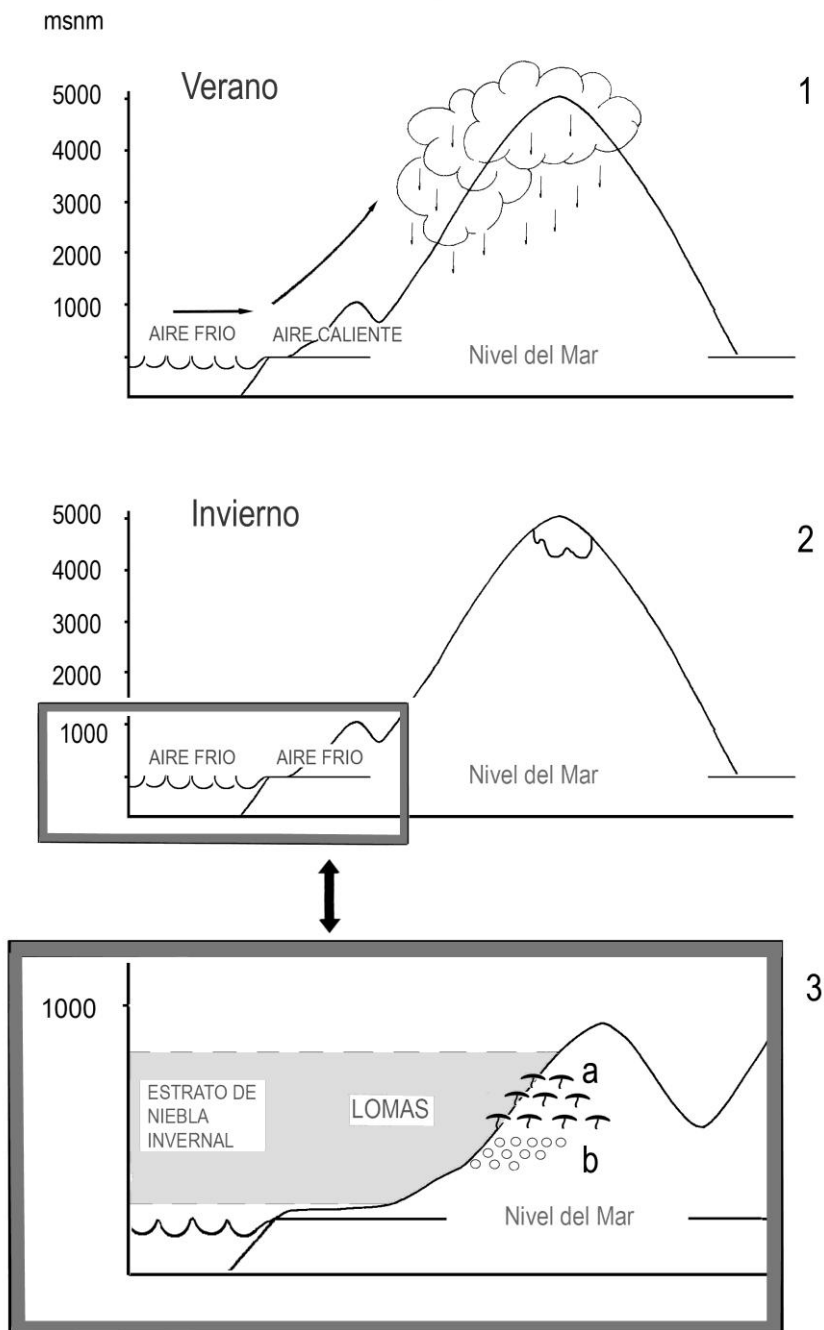 msnm
Verano
1
5000
4000
3000
2000
1000
AIRE FRIO
AIRE CALIENTE
Nivel del Mar
Invierno
2
5000
4000
3000
2000
1000
AIRE FRIO
AIRE FRIO
Nivel del Mar
3
1000
ESTRATO DE
NIEBLA
INVERNAL
LOMAS
a
b
Nivel del Mar